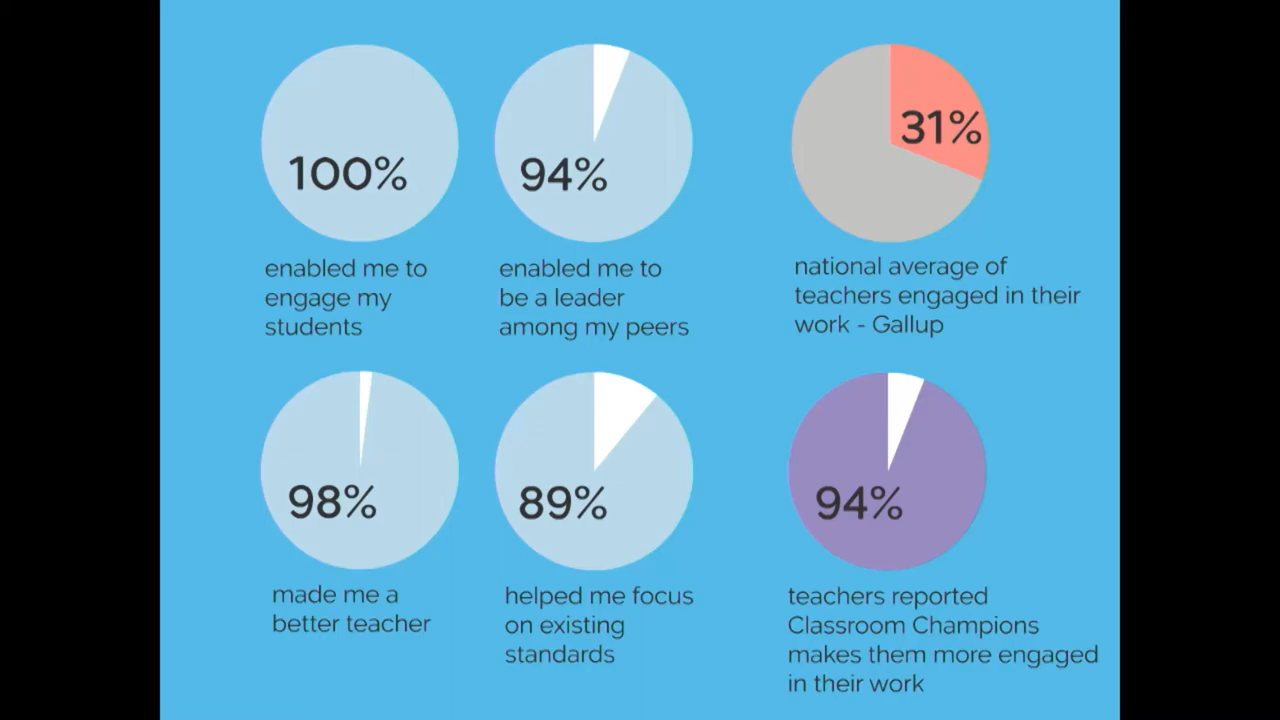 100%
enabled me to
engage my
students
94%
enabled me to
be a leader
among my peers
31%
national average of
teachers engaged in their
work - Gallup
98%
made me a
better teacher
89%
helped me focus
on existing
standards
94%
teachers reported
Classroom Champions
makes them more engaged
in their work